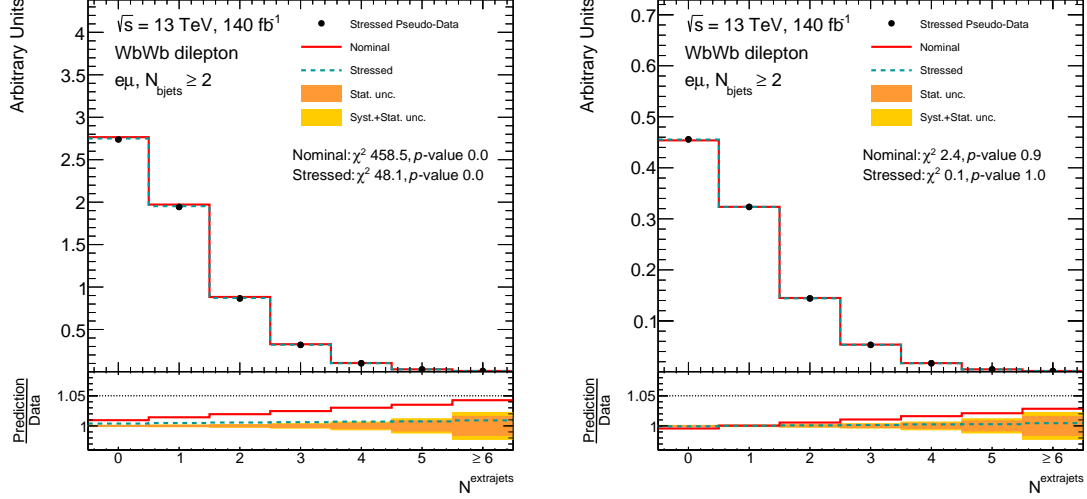 Arbitrary Units
√s = 13 TeV, 140 fb⁻¹
WbWb dilepton
eμ, N_bjets ≥ 2
Stressed Pseudo-Data
Nominal
Stressed
Stat. unc.
Syst.+Stat. unc.
Nominal: χ² 458.5, p-value 0.0
Stressed: χ² 48.1, p-value 0.0
4
3.5
3
2.5
2
1.5
1
0.5
Prediction
Data
1.05
1
0 1 2 3 4 5 ≥ 6
N^extrajets
Arbitrary Units
√s = 13 TeV, 140 fb⁻¹
WbWb dilepton
eμ, N_bjets ≥ 2
Stressed Pseudo-Data
Nominal
Stressed
Stat. unc.
Syst.+Stat. unc.
Nominal: χ² 2.4, p-value 0.9
Stressed: χ² 0.1, p-value 1.0
0.7
0.6
0.5
0.4
0.3
0.2
0.1
Prediction
Data
1.05
1
0 1 2 3 4 5 ≥ 6
N^extrajets